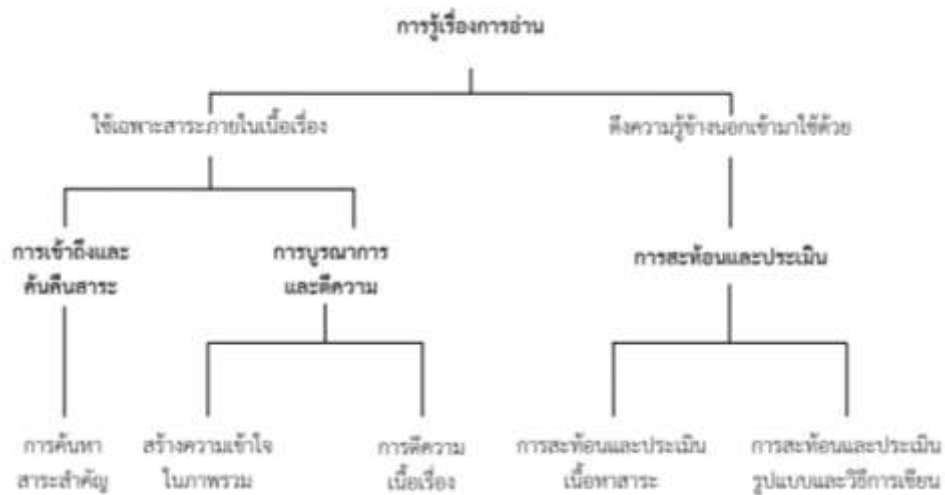 การรู้เรื่องการอ่าน
ใช้เฉพาะสาระภายในเนื้อเรื่อง
ดึงความรู้ข้างนอกเข้ามาใช้ด้วย
การเข้าถึงและ
ค้นคืนสาระ
การบูรณาการ
และตีความ
การสะท้อนและประเมิน
การค้นหา
สาระสำคัญ
สร้างความเข้าใจ
ในภาพรวม
การตีความ
เนื้อเรื่อง
การสะท้อนและประเมิน
เนื้อหาสาระ
การสะท้อนและประเมิน
รูปแบบและวิธีการเขียน